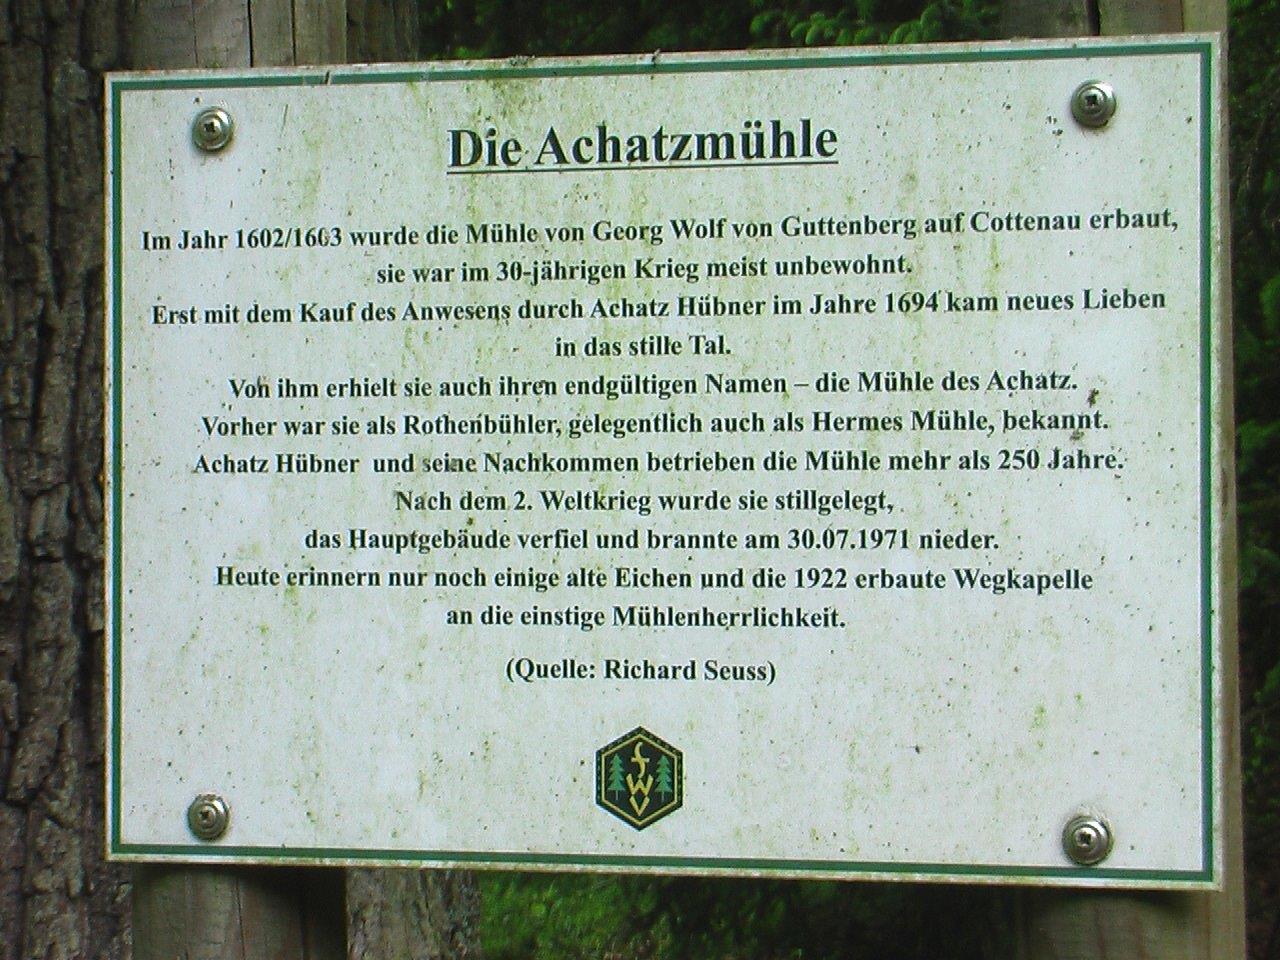 Die Achatzmühle
Im Jahr 1602/1603 wurde die Mühle von Georg Wolf von Guttenberg auf Cottenau erbaut,
sie war im 30-jährigen Krieg meist unbewohnt.
Erst mit dem Kauf des Anwesens durch Achatz Hübner im Jahre 1694 kam neues Lieben
in das stille Tal.
Von ihm erhielt sie auch ihren endgültigen Namen – die Mühle des Achatz.
Vorher war sie als Rothenbühler, gelegentlich auch als Hermes Mühle, bekannt.
Achatz Hübner und seine Nachkommen betrieben die Mühle mehr als 250 Jahre.
Nach dem 2. Weltkrieg wurde sie stillgelegt,
das Hauptgebäude verfiel und brannte am 30.07.1971 nieder.
Heute erinnern nur noch einige alte Eichen und die 1922 erbaute Wegkapelle
an die einstige Mühlenherrlichkeit.
(Quelle: Richard Seuss)
f
W
V